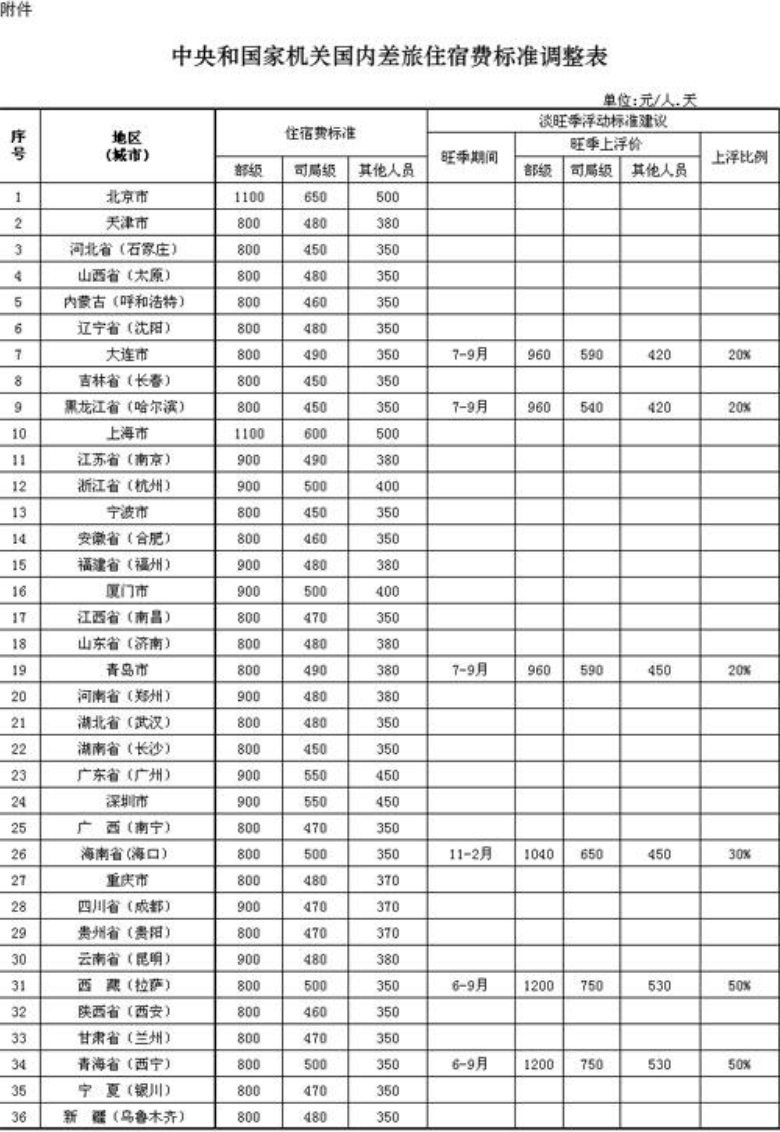 附件
中央和国家机关国内差旅住宿费标准调整表
单位:元/人.天
序号 地区(城市) 住宿费标准 淡旺季浮动标准建议
旺季期间 旺季上浮价 上浮比例
部级 司局级 其他人员 部级 司局级 其他人员
1 北京市 1100 650 500
2 天津市 800 480 380
3 河北省（石家庄） 800 450 350
4 山西省（太原） 800 480 350
5 内蒙古（呼和浩特） 800 460 350
6 辽宁省（沈阳） 800 480 350
7 大连市 800 490 350 7-9月 960 590 420 20%
8 吉林省（长春） 800 450 350
9 黑龙江省（哈尔滨） 800 450 350 7-9月 960 540 420 20%
10 上海市 1100 600 500
11 江苏省（南京） 900 490 380
12 浙江省（杭州） 900 500 400
13 宁波市 800 450 350
14 安徽省（合肥） 800 460 350
15 福建省（福州） 900 480 380
16 厦门市 900 500 400
17 江西省（南昌） 800 470 350
18 山东省（济南） 800 480 380
19 青岛市 800 490 380 7-9月 960 590 450 20%
20 河南省（郑州） 900 480 380
21 湖北省（武汉） 800 480 350
22 湖南省（长沙） 800 450 350
23 广东省（广州） 900 550 450
24 深圳市 900 550 450
25 广 西（南宁） 800 470 350
26 海南省(海口） 800 500 350 11-2月 1040 650 450 30%
27 重庆市 800 480 370
28 四川省（成都） 900 470 370
29 贵州省（贵阳） 800 470 370
30 云南省（昆明） 900 480 380
31 西 藏（拉萨） 800 500 350 6-9月 1200 750 530 50%
32 陕西省（西安） 800 460 350
33 甘肃省（兰州） 800 470 350
34 青海省（西宁） 800 500 350 6-9月 1200 750 530 50%
35 宁 夏（银川） 800 470 350
36 新 疆（乌鲁木齐） 800 480 350